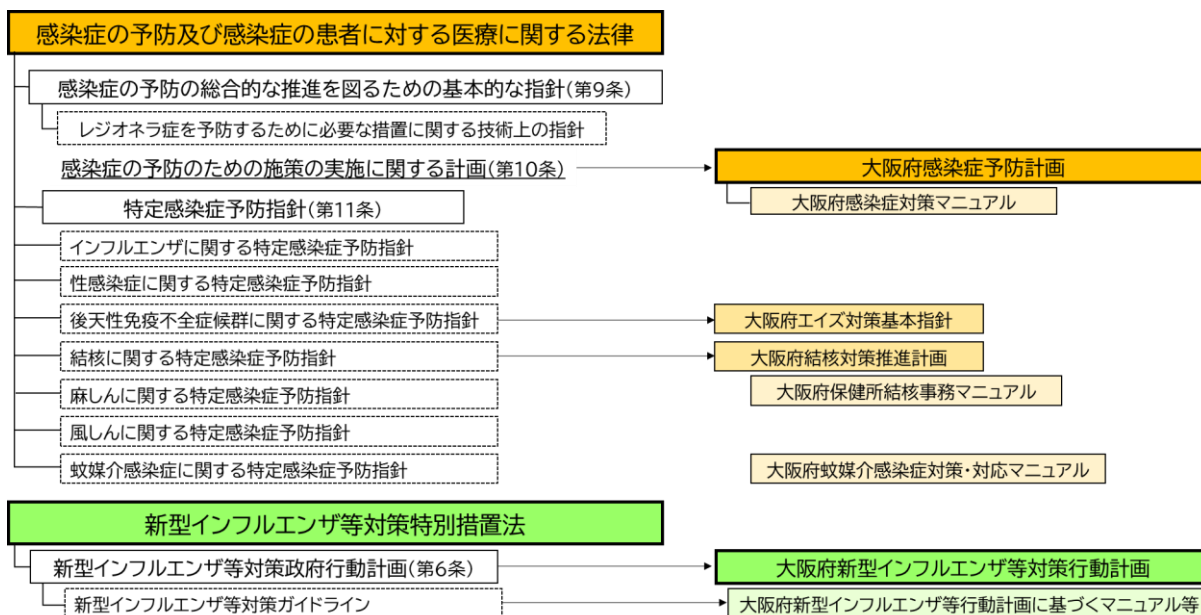 感染症の予防及び感染症の患者に対する医療に関する法律
感染症の予防の総合的な推進を図るための基本的な指針(第9条)
レジオネラ症を予防するために必要な措置に関する技術上の指針
感染症の予防のための施策の実施に関する計画(第10条)
大阪府感染症予防計画
大阪府感染症対策マニュアル
特定感染症予防指針(第11条)
インフルエンザに関する特定感染症予防指針
性感染症に関する特定感染症予防指針
後天性免疫不全症候群に関する特定感染症予防指針
大阪府エイズ対策基本指針
結核に関する特定感染症予防指針
大阪府結核対策推進計画
麻しんに関する特定感染症予防指針
大阪府保健所結核事務マニュアル
風しんに関する特定感染症予防指針
蚊媒介感染症に関する特定感染症予防指針
大阪府蚊媒介感染症対策・対応マニュアル
新型インフルエンザ等対策特別措置法
新型インフルエンザ等対策政府行動計画(第6条)
大阪府新型インフルエンザ等対策行動計画
新型インフルエンザ等対策ガイドライン
大阪府新型インフルエンザ等行動計画に基づくマニュアル等